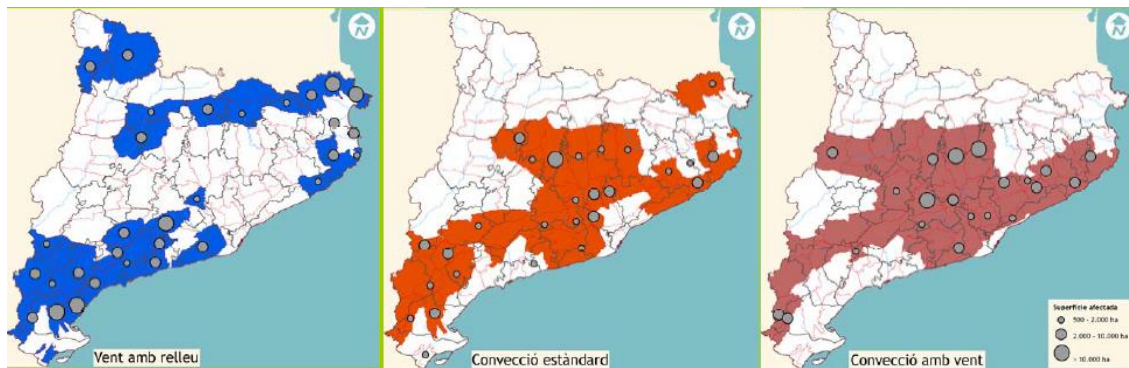 N
N
N
Vent amb relleu
Convecció estàndard
Convecció amb vent
Superfície afectada
500 - 2.000 ha
2.000 - 10.000 ha
> 10.000 ha